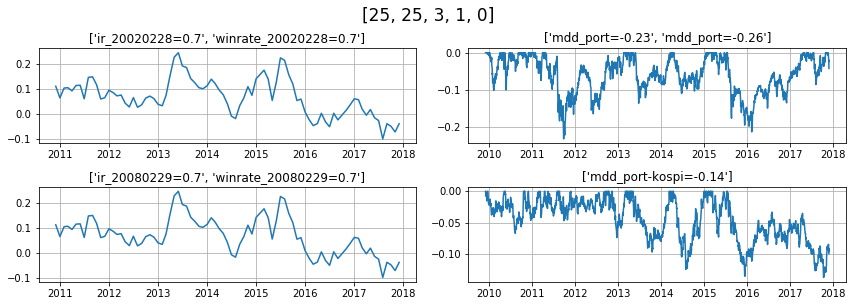 [25, 25, 3, 1, 0]
['ir_20020228=0.7', 'winrate_20020228=0.7']
0.2
0.1
0.0
−0.1
2011 2012 2013 2014 2015 2016 2017 2018
['mdd_port=-0.23', 'mdd_port=-0.26']
0.0
−0.1
−0.2
2010 2011 2012 2013 2014 2015 2016 2017 2018
['ir_20080229=0.7', 'winrate_20080229=0.7']
0.2
0.1
0.0
−0.1
2011 2012 2013 2014 2015 2016 2017 2018
['mdd_port-kospi=-0.14']
0.00
−0.05
−0.10
2010 2011 2012 2013 2014 2015 2016 2017 2018